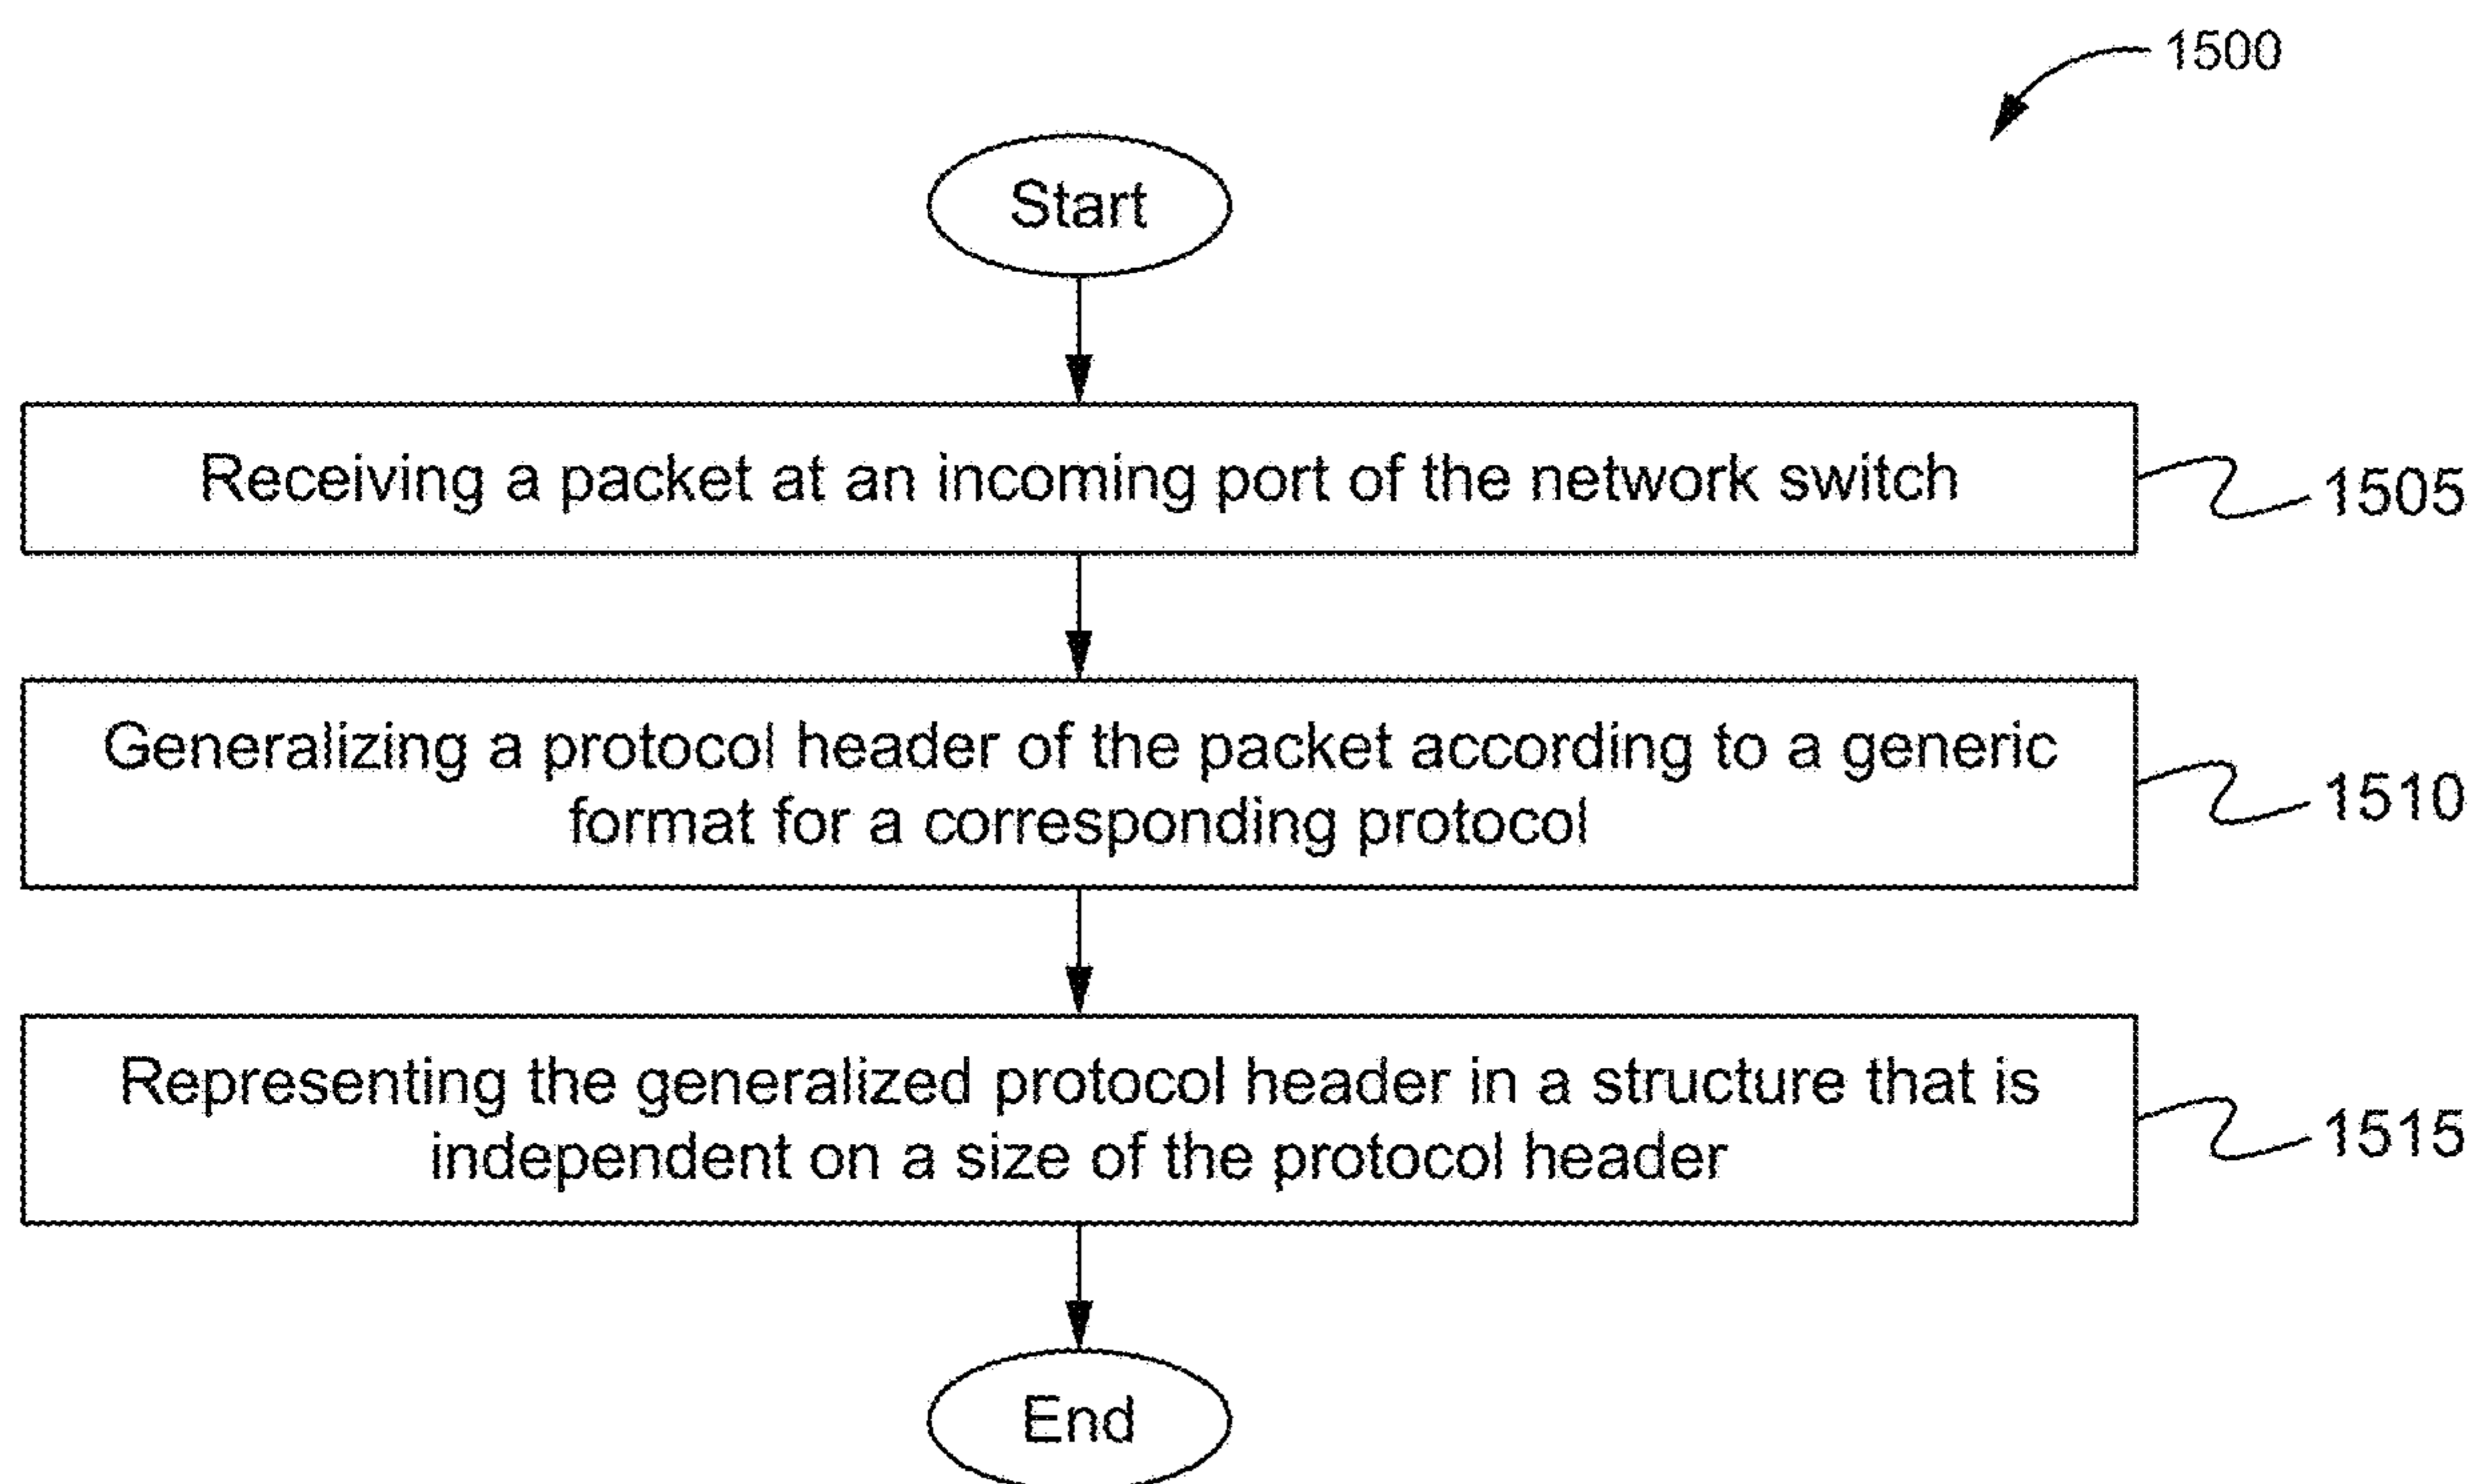 1500
Start
Receiving a packet at an incoming port of the network switch
1505
Generalizing a protocol header of the packet according to a generic
format for a corresponding protocol
1510
Representing the generalized protocol header in a structure that is
independent on a size of the protocol header
1515
End